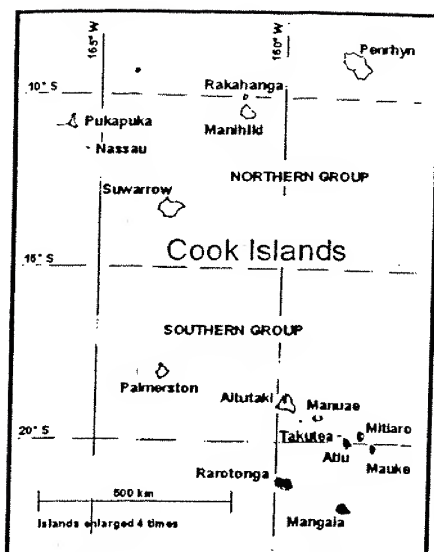 165° W
160° W
Penrhyn
10° S
Rakahanga
Pukapuka
Manihiki
Nassau
NORTHERN GROUP
Suwarrow
Cook Islands
15° S
SOUTHERN GROUP
Palmerston
Aitutaki
Manuae
Mitiaro
Takutea
20° S
Atiu
Mauke
Rarotonga
500 km
Islands enlarged 4 times
Mangaia